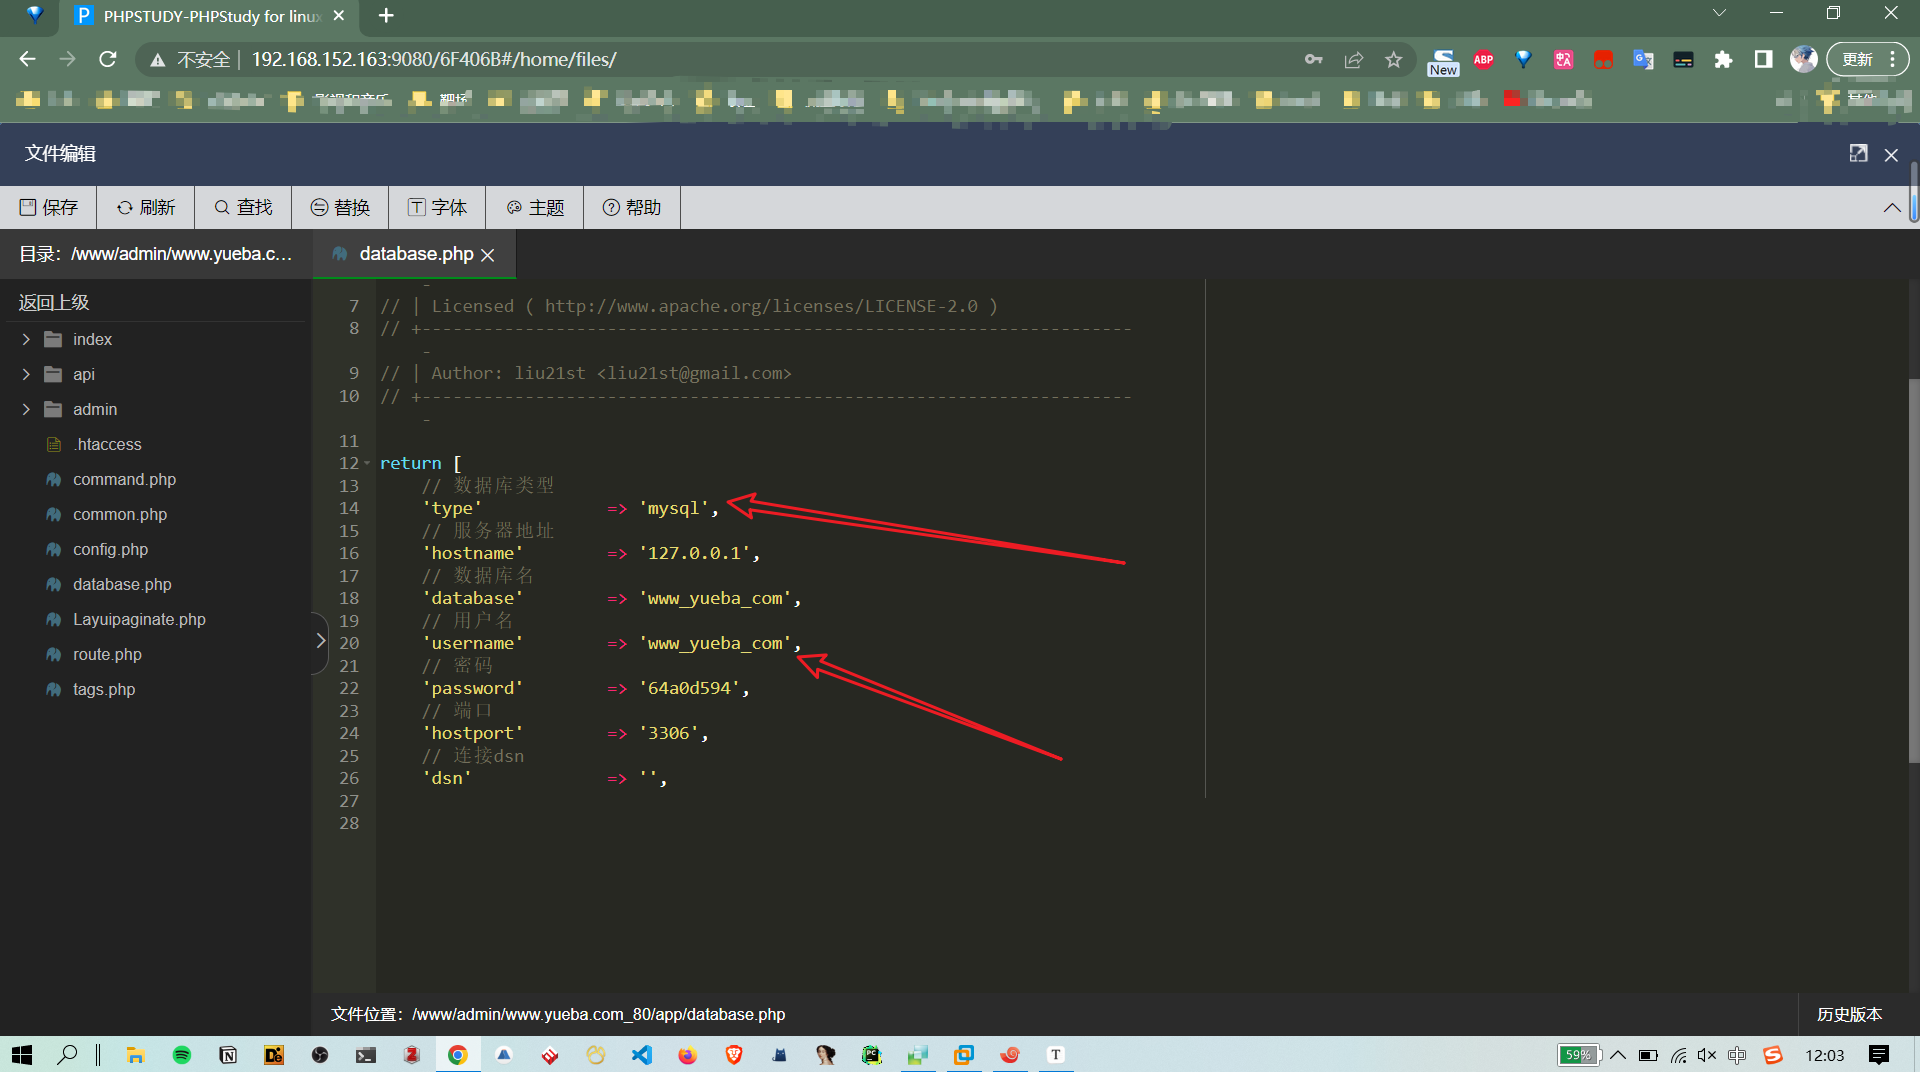 PHPSTUDY-PHPStudy for linux
不安全 192.168.152.163:9080/6F406B#/home/files/
New
ABP
更新
文件编辑
保存 刷新 查找 替换 字体 主题 帮助
目录：/www/admin/www.yueba.c...
database.php
返回上级
index
api
admin
.htaccess
command.php
common.php
config.php
database.php
Layuipaginate.php
route.php
tags.php
-
7 // | Licensed ( http://www.apache.org/licenses/LICENSE-2.0 )
8 // +---------------------------------------------------------------------
-
9 // | Author: liu21st <liu21st@gmail.com>
10 // +---------------------------------------------------------------------
-
11
12 return [
13 // 数据库类型
14 'type' => 'mysql',
15 // 服务器地址
16 'hostname' => '127.0.0.1',
17 // 数据库名
18 'database' => 'www_yueba_com',
19 // 用户名
20 'username' => 'www_yueba_com',
21 // 密码
22 'password' => '64a0d594',
23 // 端口
24 'hostport' => '3306',
25 // 连接dsn
26 'dsn' => '',
27
28
文件位置：/www/admin/www.yueba.com_80/app/database.php
历史版本
59%
中
12:03